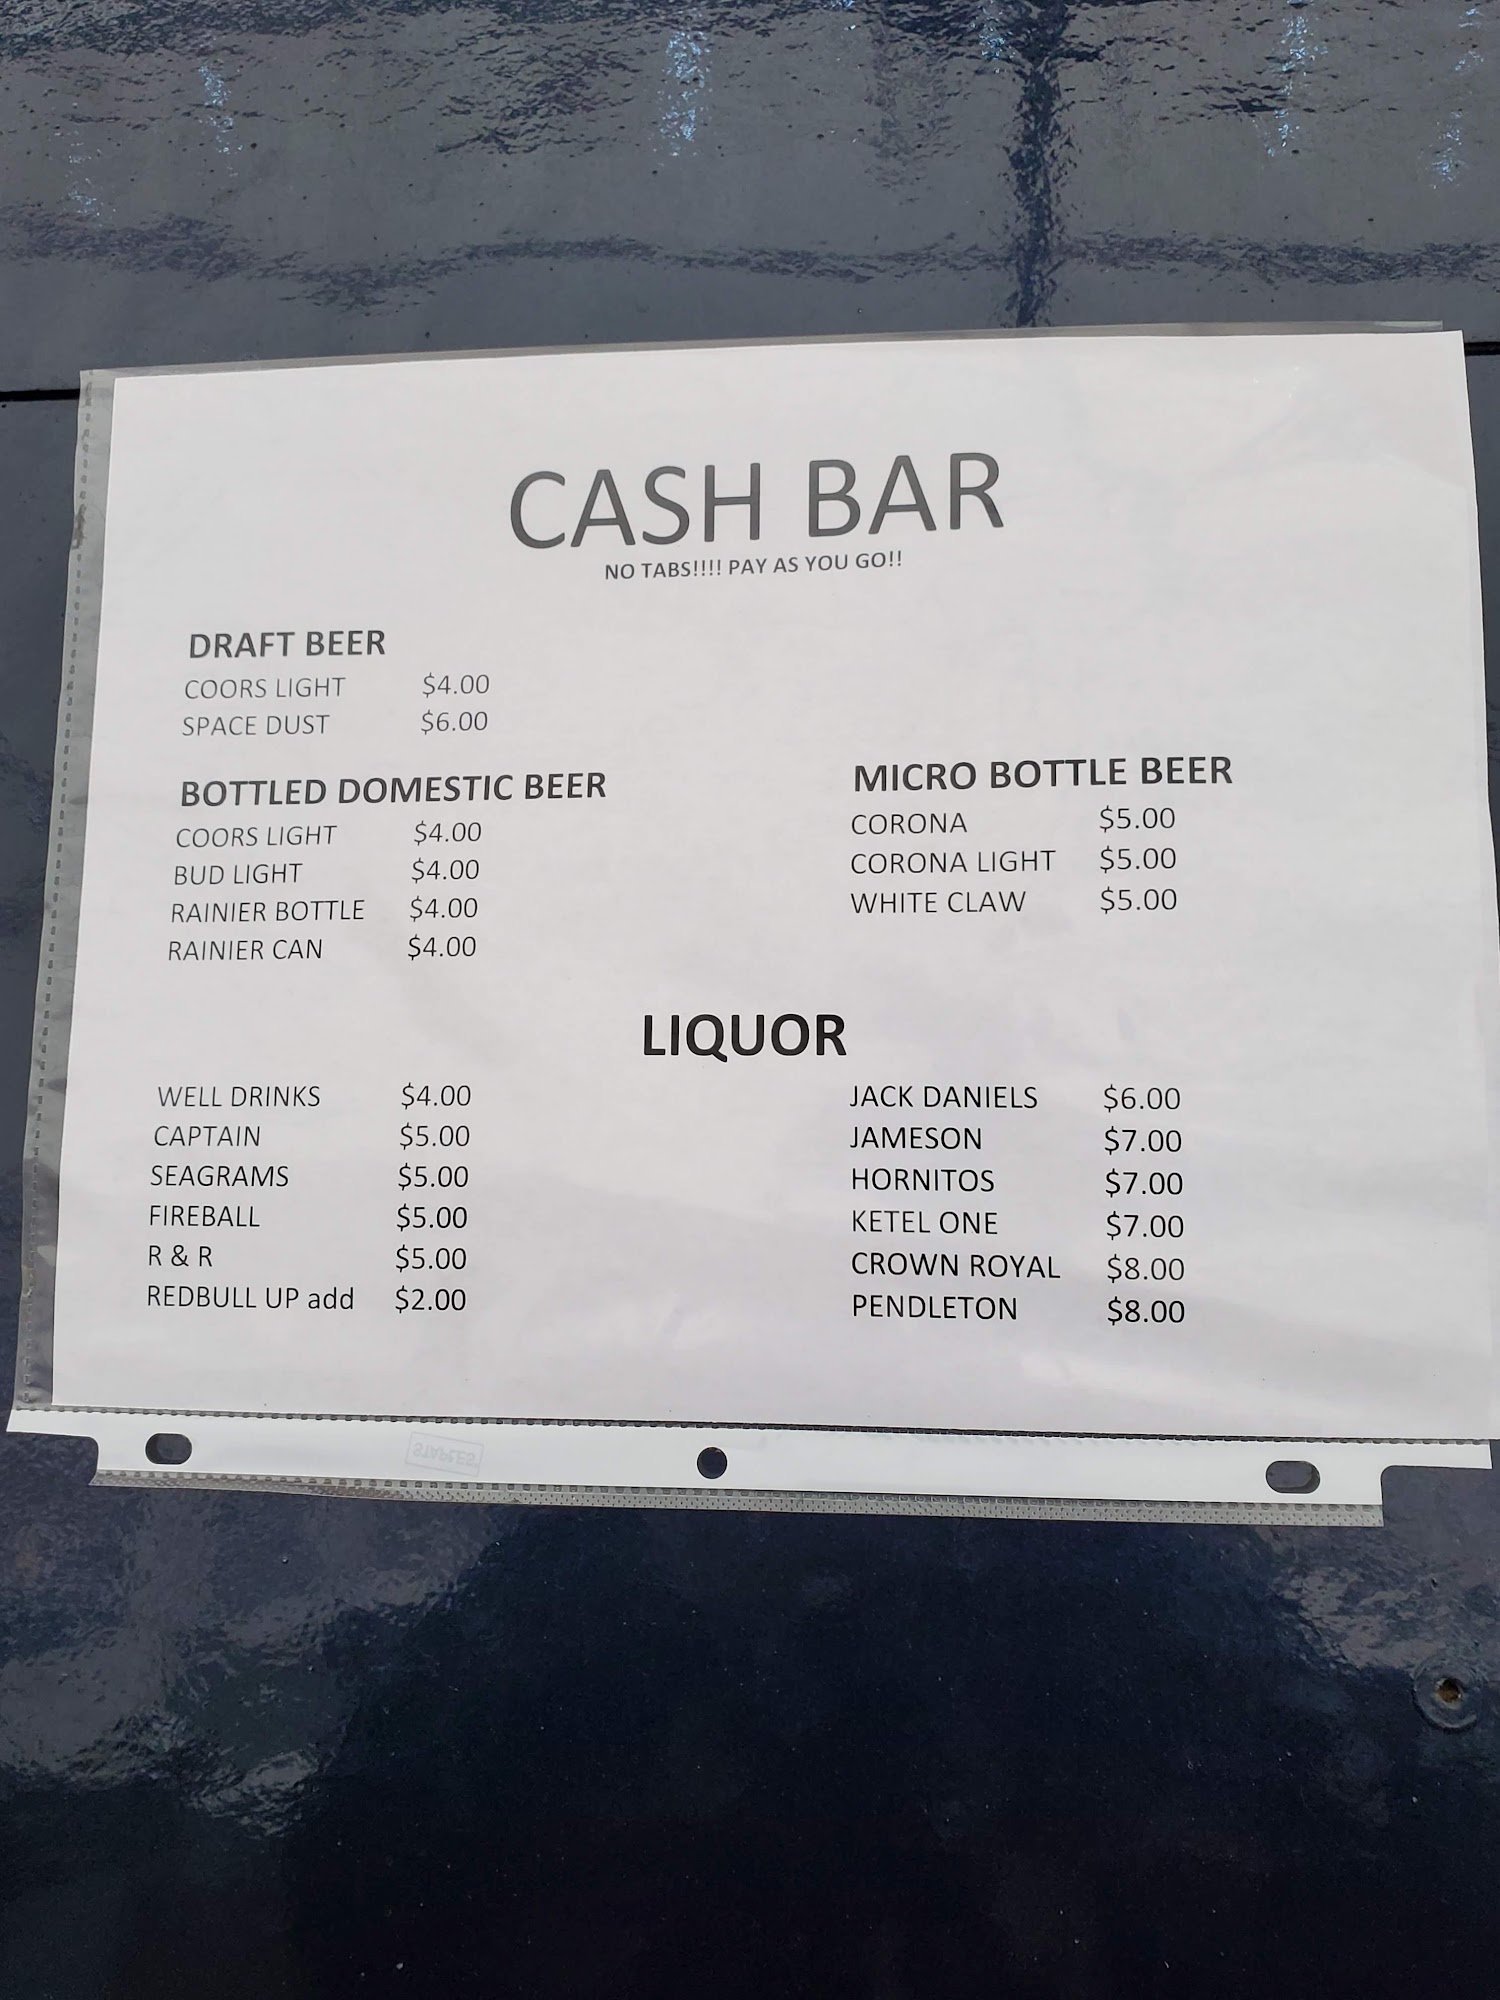 CASH BAR
NO TABS!!!! PAY AS YOU GO!!
DRAFT BEER
COORS LIGHT $4.00
SPACE DUST $6.00
BOTTLED DOMESTIC BEER
COORS LIGHT $4.00
BUD LIGHT $4.00
RAINIER BOTTLE $4.00
RAINIER CAN $4.00
MICRO BOTTLE BEER
CORONA $5.00
CORONA LIGHT $5.00
WHITE CLAW $5.00
LIQUOR
WELL DRINKS $4.00
CAPTAIN $5.00
SEAGRAMS $5.00
FIREBALL $5.00
R & R $5.00
REDBULL UP add $2.00
JACK DANIELS $6.00
JAMESON $7.00
HORNITOS $7.00
KETEL ONE $7.00
CROWN ROYAL $8.00
PENDLETON $8.00
STAPLES